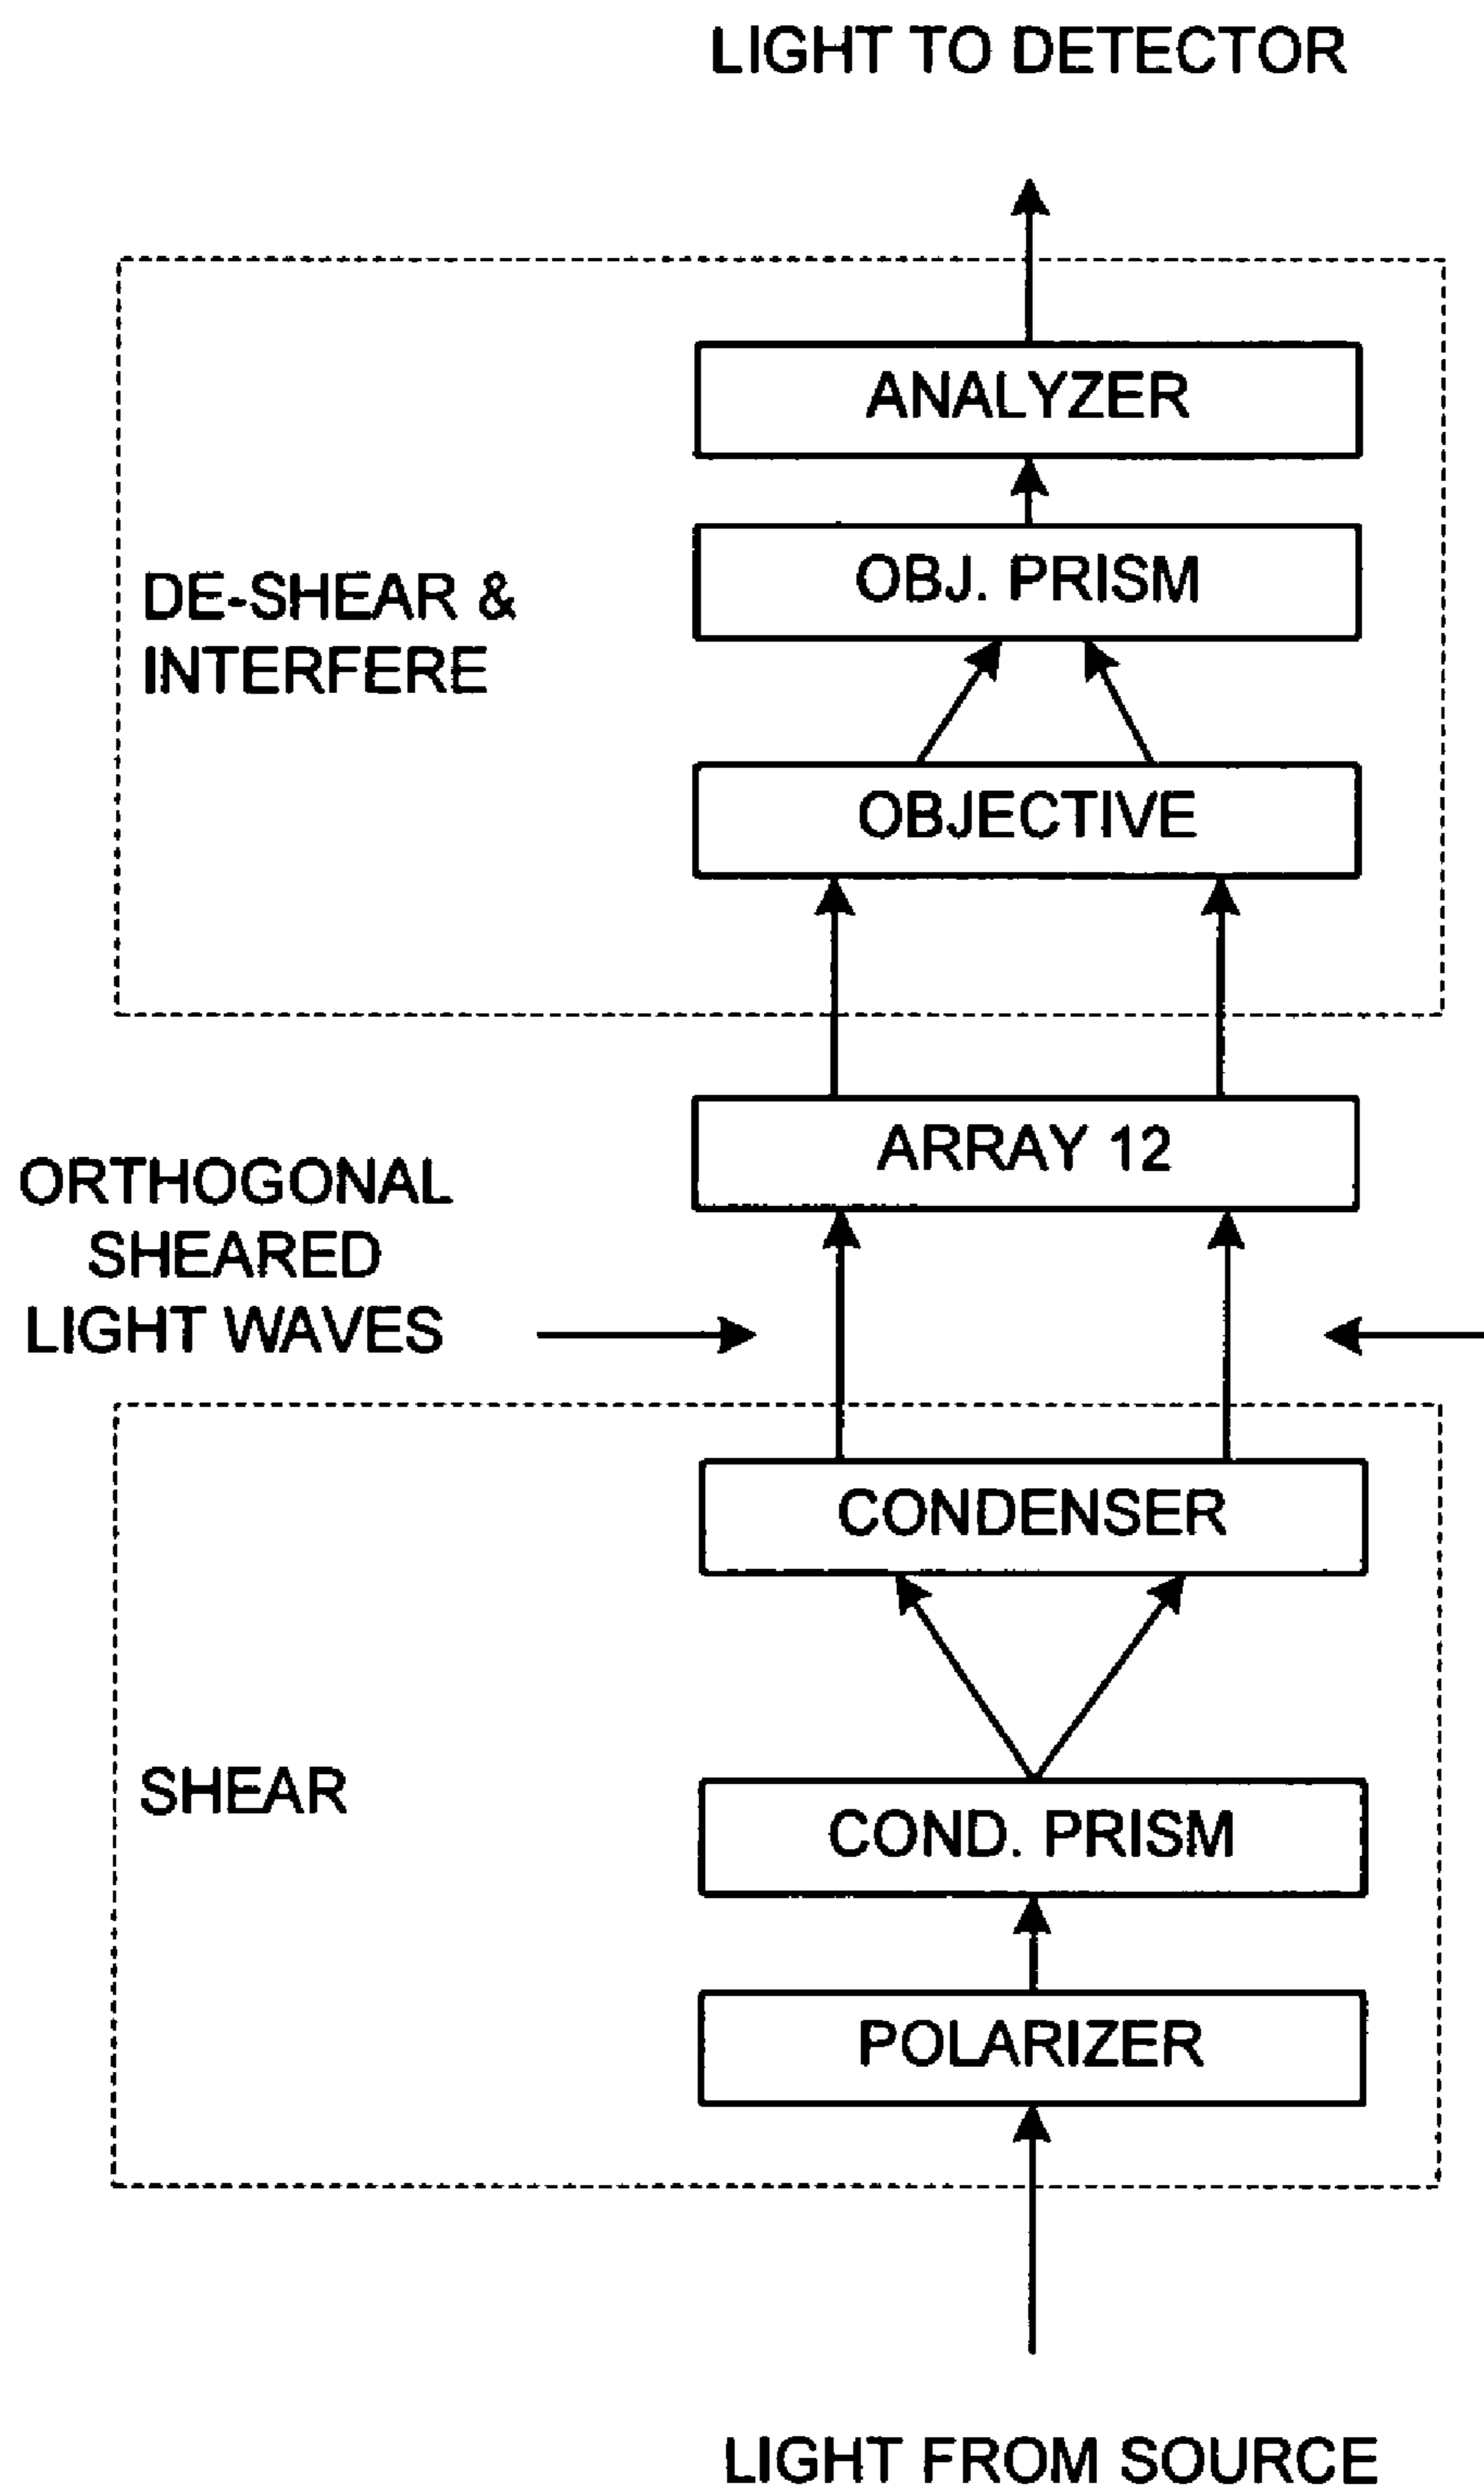 LIGHT TO DETECTOR
ANALYZER
OBJ. PRISM
DE-SHEAR &
INTERFERE
OBJECTIVE
ARRAY 12
ORTHOGONAL
SHEARED
LIGHT WAVES
CONDENSER
SHEAR
COND. PRISM
POLARIZER
LIGHT FROM SOURCE